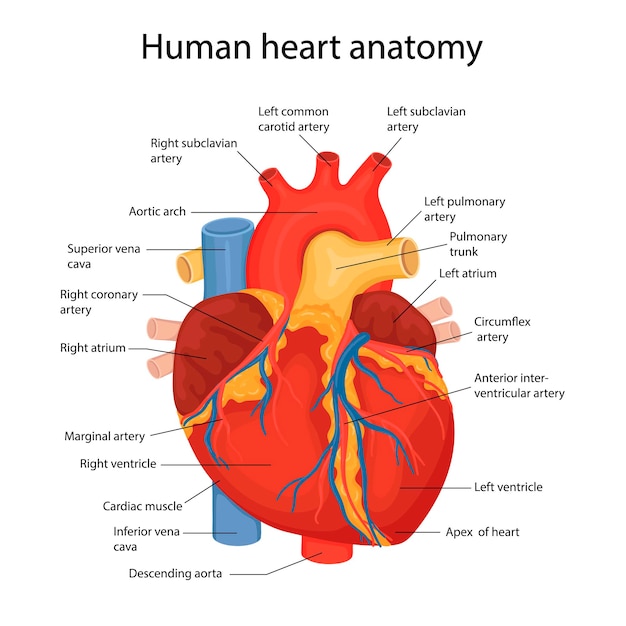 Human heart anatomy
Left common
carotid artery
Left subclavian
artery
Right subclavian
artery
Left pulmonary
artery
Aortic arch
Pulmonary
trunk
Superior vena
cava
Left atrium
Right coronary
artery
Circumflex
artery
Right atrium
Anterior inter-
ventricular artery
Marginal artery
Right ventricle
Left ventricle
Cardiac muscle
Inferior vena
cava
Apex of heart
Descending aorta